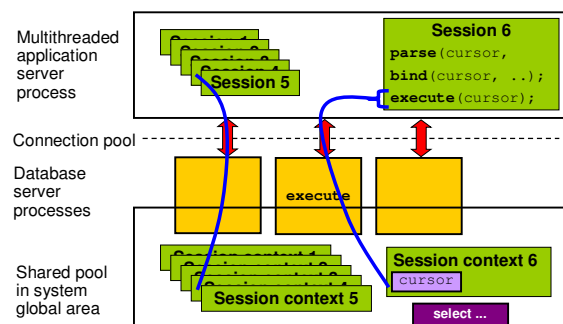 Multithreaded
application
server
process
Session 5
Session 6
parse(cursor,
bind(cursor, ..);
execute(cursor);
Connection pool
Database
server
processes
execute
Shared pool
in system
global area
Session context 5
Session context 6
cursor
select ...